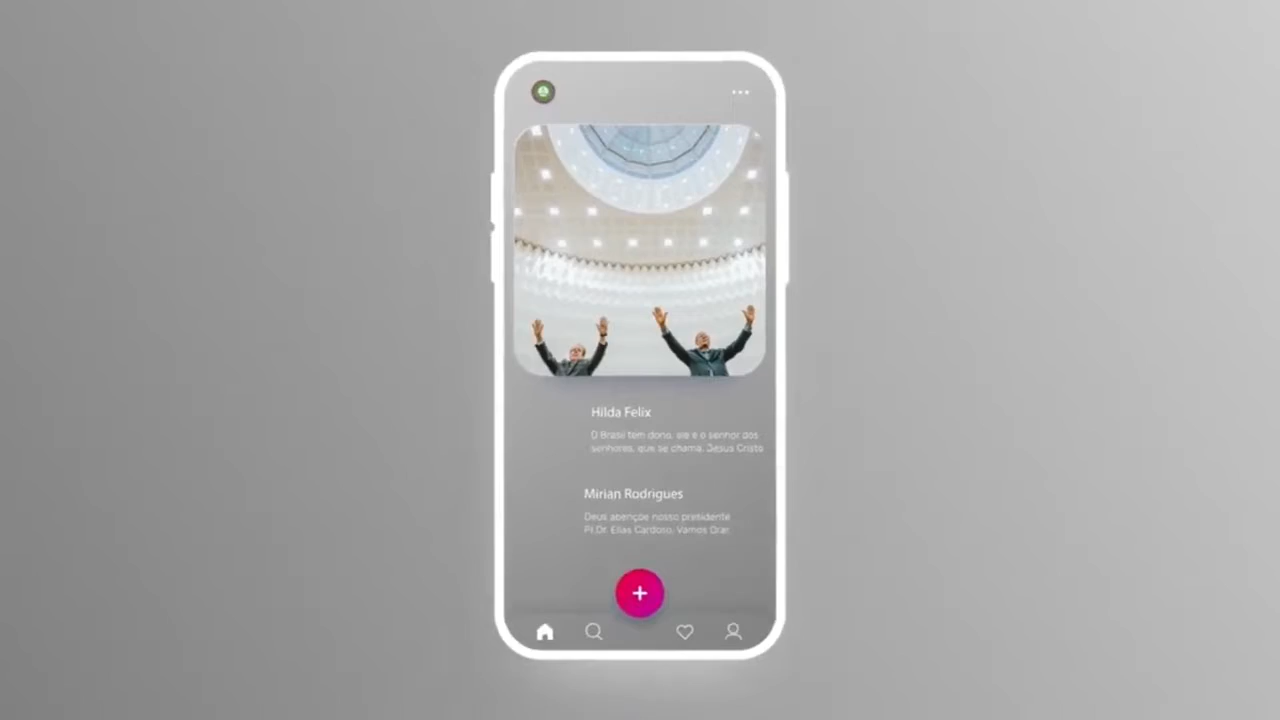 Hilda Felix
O Brasil tem dono, ele e o senhor dos
senhores, que se chama, Jesus Cristo
Mirian Rodrigues
Deus abençoe nosso presidente
Pr.Dr. Elias Cardoso. Vamos Orar.